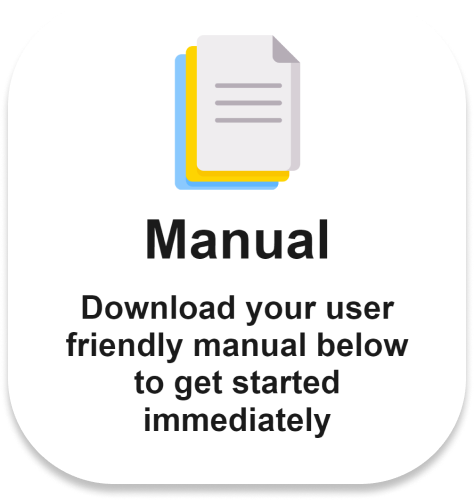 Manual
Download your user
friendly manual below
to get started
immediately